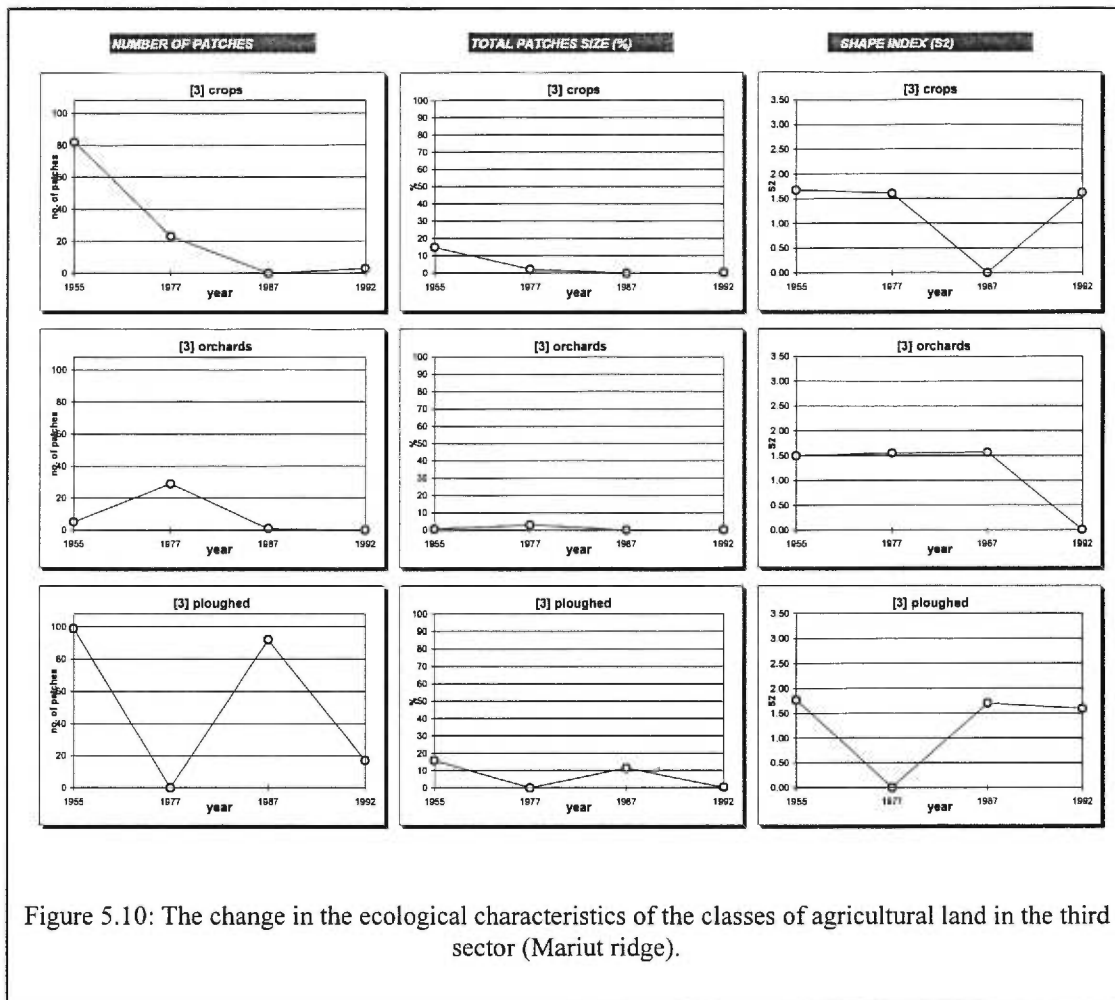 NUMBER OF PATCHES
TOTAL PATCHES SIZE (%)
SHAPE INDEX (S2)
[3] crops
no. of patches
100
80
60
40
20
0
1955 1977 1987 1992
year
[3] crops
%
100
90
80
70
60
50
40
30
20
10
0
1955 1977 1987 1992
year
[3] crops
S2
3.50
3.00
2.50
2.00
1.50
1.00
0.50
0.00
1955 1977 1987 1992
year
[3] orchards
no. of patches
100
80
60
40
20
0
1955 1977 1987 1992
year
[3] orchards
%
100
90
80
70
60
50
40
30
20
10
0
1955 1977 1987 1992
year
[3] orchards
S2
3.50
3.00
2.50
2.00
1.50
1.00
0.50
0.00
1955 1977 1987 1992
year
[3] ploughed
no. of patches
100
80
60
40
20
0
1955 1977 1987 1992
year
[3] ploughed
%
100
90
80
70
60
50
40
30
20
10
0
1955 1977 1987 1992
year
[3] ploughed
S2
3.50
3.00
2.50
2.00
1.50
1.00
0.50
0.00
1955 1977 1987 1992
year
Figure 5.10: The change in the ecological characteristics of the classes of agricultural land in the third
sector (Mariut ridge).